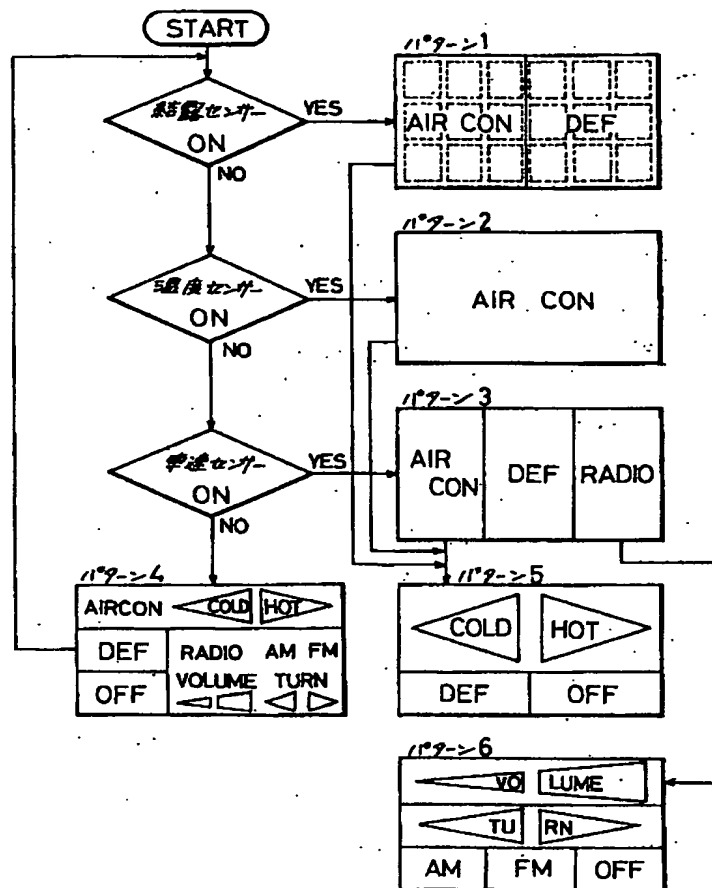 START
結露センサー
ON
YES
NO
パターン1
AIR CON
DEF
温度センサー
ON
YES
NO
パターン2
AIR CON
車速センサー
ON
YES
NO
パターン3
AIR
CON
DEF
RADIO
パターン4
AIRCON COLD HOT
DEF
OFF
RADIO AM FM
VOLUME TURN
パターン5
COLD HOT
DEF OFF
パターン6
VO LUME
TU RN
AM FM OFF